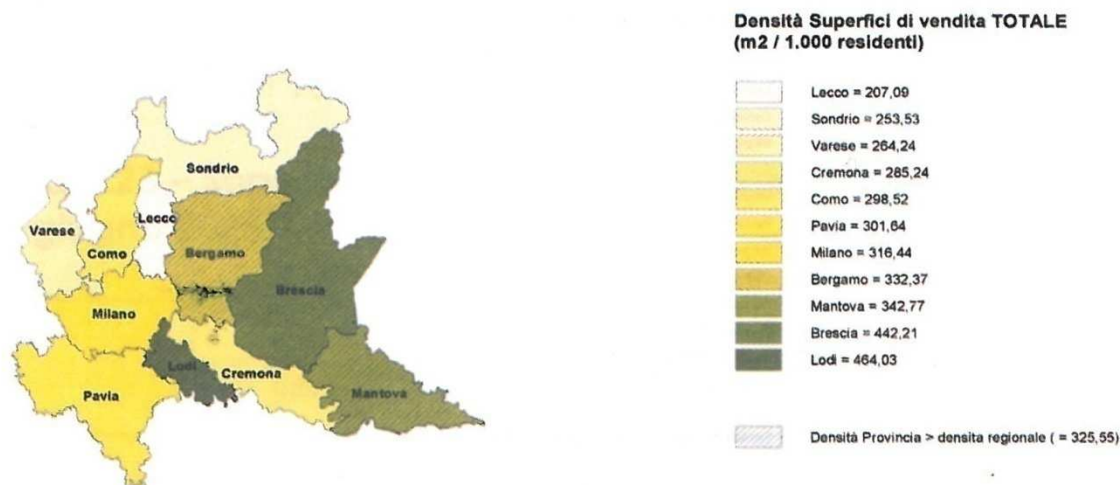 Densità Superfici di vendita TOTALE
(m2 / 1.000 residenti)
Lecco = 207,09
Sondrio = 253,53
Varese = 264,24
Cremona = 285,24
Como = 298,52
Pavia = 301,64
Milano = 316,44
Bergamo = 332,37
Mantova = 342,77
Brescia = 442,21
Lodi = 464,03
Densità Provincia > densita regionale ( = 325,55)
Sondrio
Varese
Como
Lecco
Bergamo
Brescia
Milano
Lodi
Cremona
Pavia
Mantova